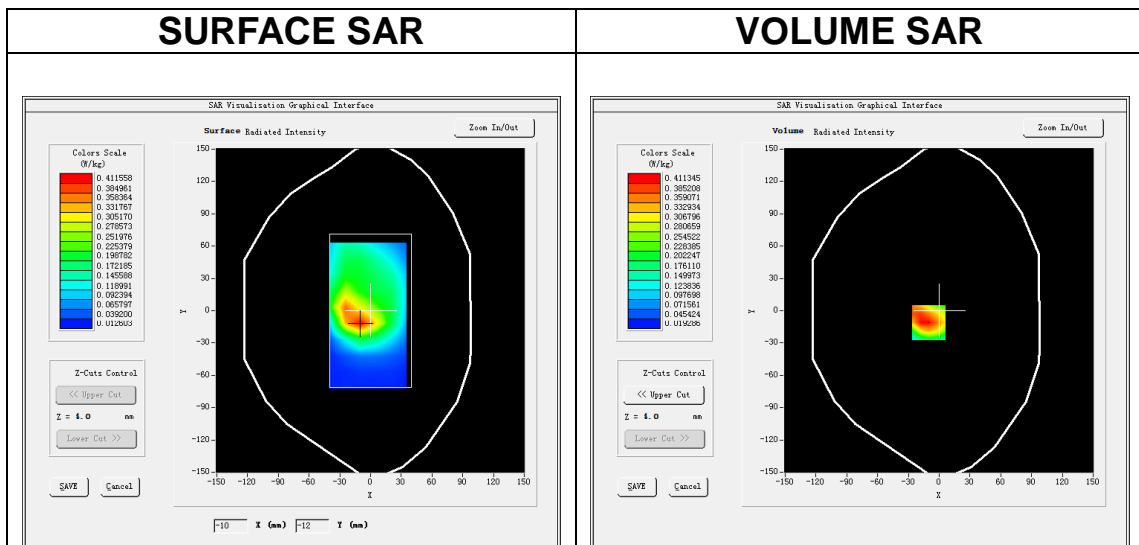 SURFACE SAR
VOLUME SAR
SAR Visualisation Graphical Interface
Surface Radiated Intensity
Zoom In/Out
Colors Scale
(W/kg)
0.411558
0.384961
0.358364
0.331767
0.305170
0.278573
0.251976
0.225379
0.198782
0.172185
0.145588
0.118991
0.092394
0.065797
0.039200
0.012603
150
120
90
60
30
0
-30
-60
-90
-120
-150
Y
-150 -120 -90 -60 -30 0 30 60 90 120 150
X
Z-Cuts Control
<< Upper Cut
Z = 4.0 mm
Lower Cut >>
SAVE
Cancel
-10 X (mm) -12 Y (mm)
SAR Visualisation Graphical Interface
Volume Radiated Intensity
Zoom In/Out
Colors Scale
(W/kg)
0.411345
0.385208
0.359071
0.332934
0.306796
0.280659
0.254522
0.228385
0.202247
0.176110
0.149973
0.123836
0.097698
0.071561
0.045424
0.019286
150
120
90
60
30
0
-30
-60
-90
-120
-150
Y
-150 -120 -90 -60 -30 0 30 60 90 120 150
X
Z-Cuts Control
<< Upper Cut
Z = 4.0 mm
Lower Cut >>
SAVE
Cancel